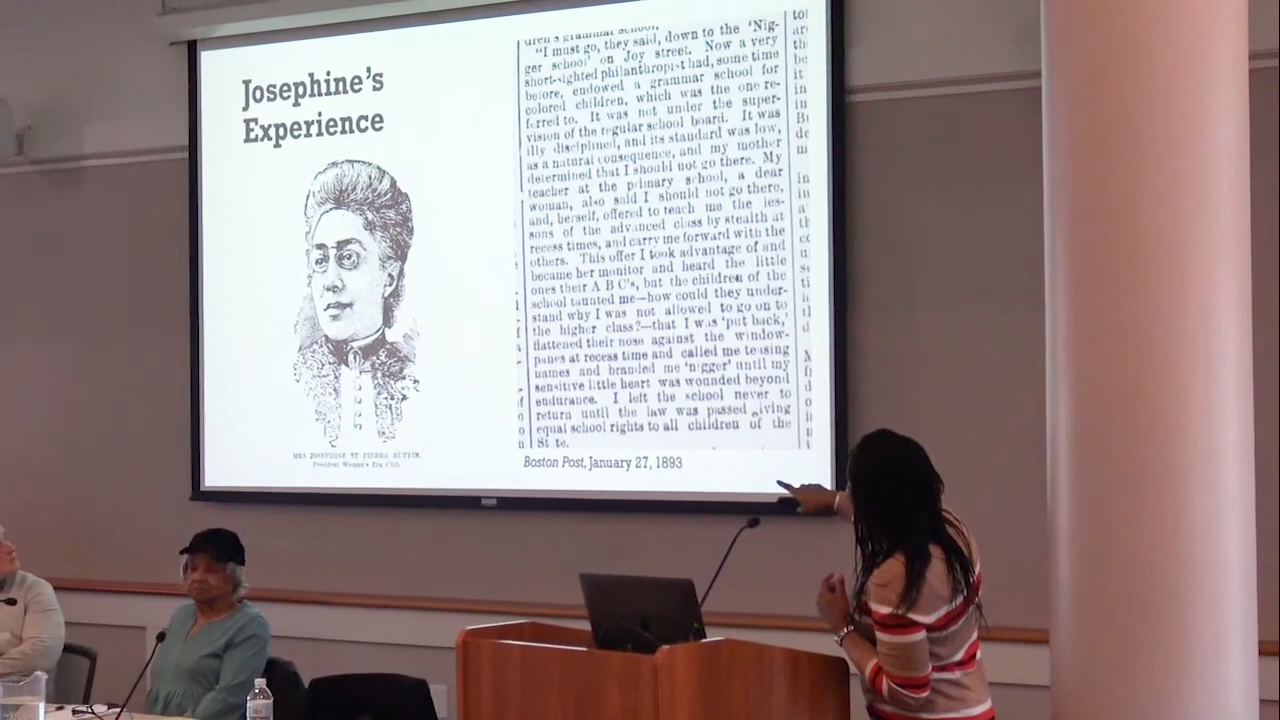 Josephine's
Experience
MRS JOSEPHINE ST PIERRE RUFFIN,
President Woman's Era Club.
dren's grammar school,
"I must go, they said, down to the 'Nig-
ger school' on Joy street. Now a very
short-sighted philanthropist had, some time
before, endowed a grammar school for
colored children, which was the one re-
ferred to. It was not under the super-
vision of the regular school board. It was
illy disciplined, and its standard was low,
as a natural consequence, and my mother
determined that I should not go there. My
teacher at the primary school, a dear
woman, also said I should not go there,
and, herself, offered to teach me the les-
sons of the advanced class by stealth at
recess times, and carry me forward with the
others. This offer I took advantage of and
became her monitor and heard the little
ones their A B C's, but the children of the
school taunted me—how could they under-
stand why I was not allowed to go on to
the higher class?—that I was 'put back,'
flattened their nose against the window-
panes at recess time and called me teasing
names and branded me 'nigger' until my
sensitive little heart was wounded beyond
endurance. I left the school never to
return until the law was passed giving
equal school rights to all children of the
St te.
Boston Post, January 27, 1893